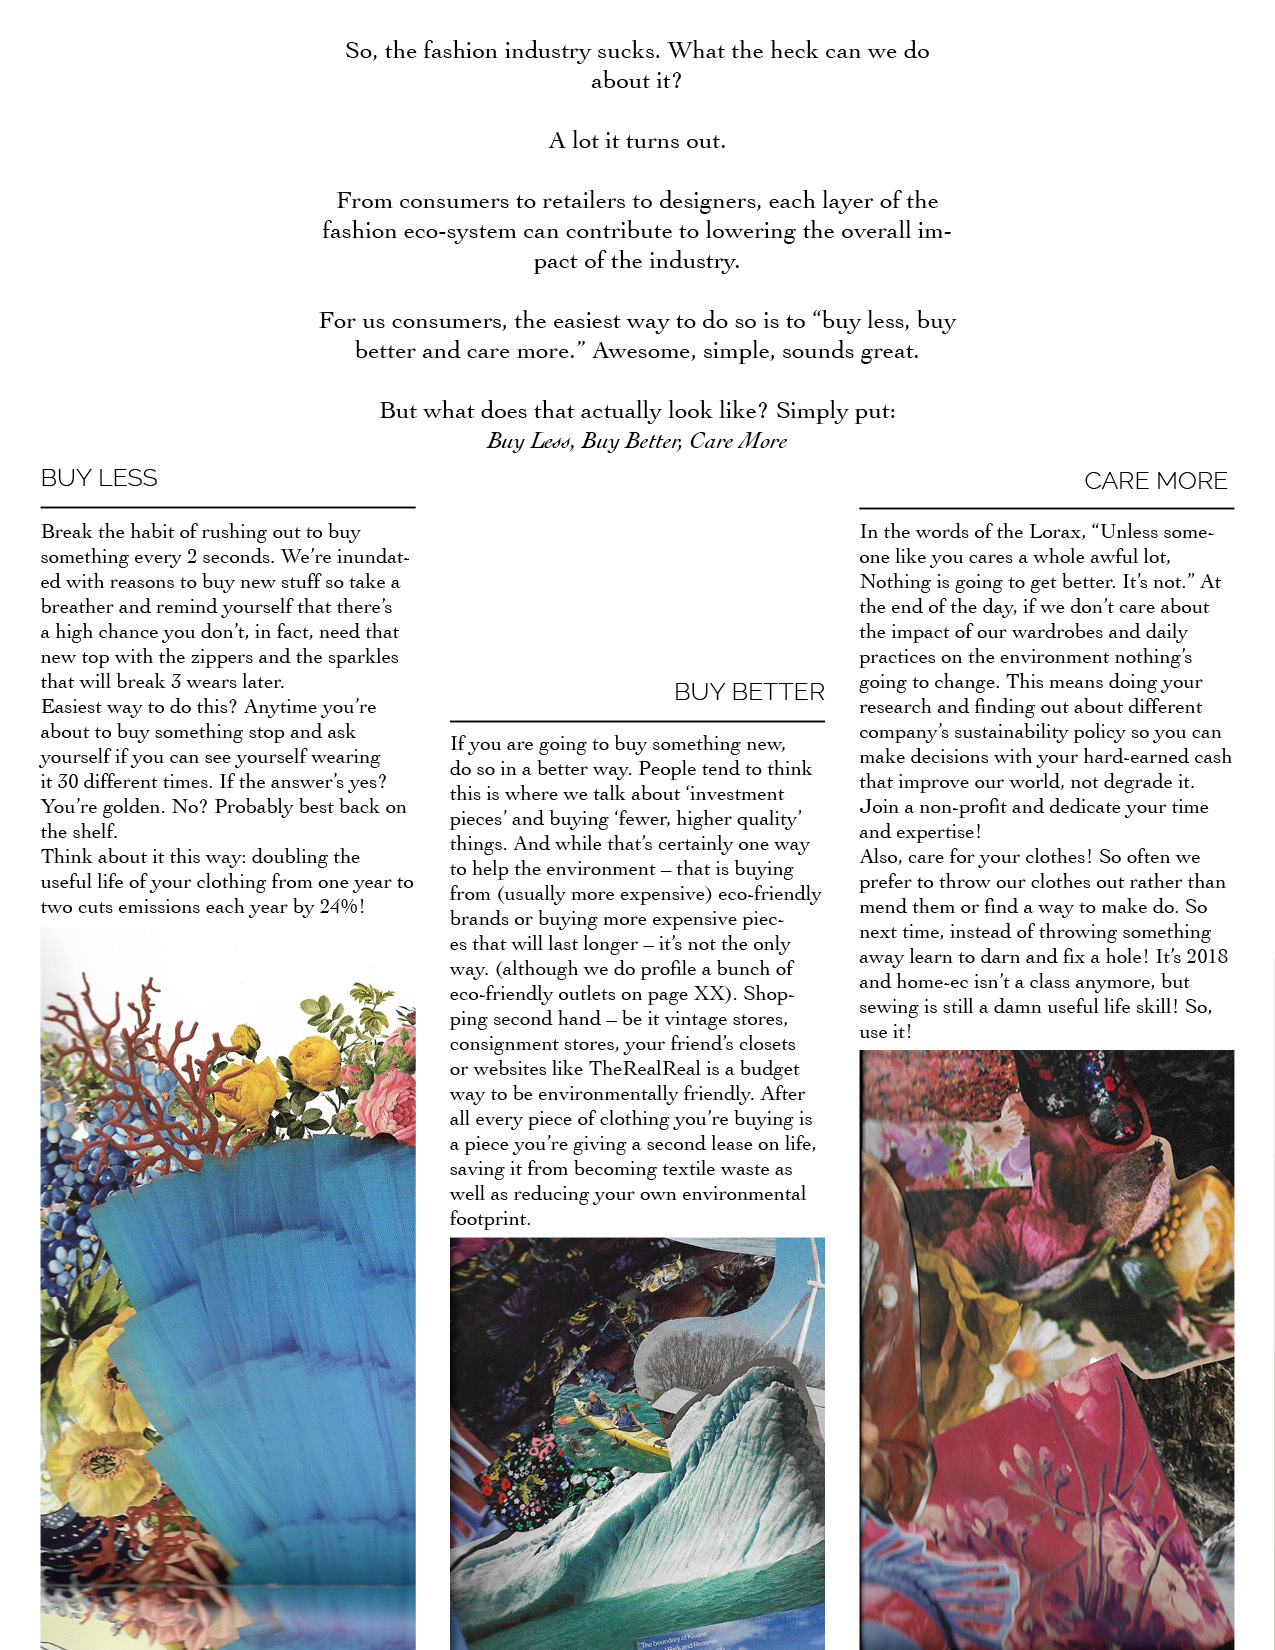 So, the fashion industry sucks. What the heck can we do
about it?
A lot it turns out.
From consumers to retailers to designers, each layer of the
fashion eco-system can contribute to lowering the overall im-
pact of the industry.
For us consumers, the easiest way to do so is to “buy less, buy
better and care more.” Awesome, simple, sounds great.
But what does that actually look like? Simply put:
Buy Less, Buy Better, Care More
BUY LESS
Break the habit of rushing out to buy
something every 2 seconds. We’re inundat-
ed with reasons to buy new stuff so take a
breather and remind yourself that there’s
a high chance you don’t, in fact, need that
new top with the zippers and the sparkles
that will break 3 wears later.
Easiest way to do this? Anytime you’re
about to buy something stop and ask
yourself if you can see yourself wearing
it 30 different times. If the answer’s yes?
You’re golden. No? Probably best back on
the shelf.
Think about it this way: doubling the
useful life of your clothing from one year to
two cuts emissions each year by 24%!
BUY BETTER
If you are going to buy something new,
do so in a better way. People tend to think
this is where we talk about ‘investment
pieces’ and buying ‘fewer, higher quality’
things. And while that’s certainly one way
to help the environment – that is buying
from (usually more expensive) eco-friendly
brands or buying more expensive piec-
es that will last longer – it’s not the only
way. (although we do profile a bunch of
eco-friendly outlets on page XX). Shop-
ping second hand – be it vintage stores,
consignment stores, your friend’s closets
or websites like TheRealReal is a budget
way to be environmentally friendly. After
all every piece of clothing you’re buying is
a piece you’re giving a second lease on life,
saving it from becoming textile waste as
well as reducing your own environmental
footprint.
The boundary of Kluane
Park and Reserve
CARE MORE
In the words of the Lorax, “Unless some-
one like you cares a whole awful lot,
Nothing is going to get better. It’s not.” At
the end of the day, if we don’t care about
the impact of our wardrobes and daily
practices on the environment nothing’s
going to change. This means doing your
research and finding out about different
company’s sustainability policy so you can
make decisions with your hard-earned cash
that improve our world, not degrade it.
Join a non-profit and dedicate your time
and expertise!
Also, care for your clothes! So often we
prefer to throw our clothes out rather than
mend them or find a way to make do. So
next time, instead of throwing something
away learn to darn and fix a hole! It’s 2018
and home-ec isn’t a class anymore, but
sewing is still a damn useful life skill! So,
use it!